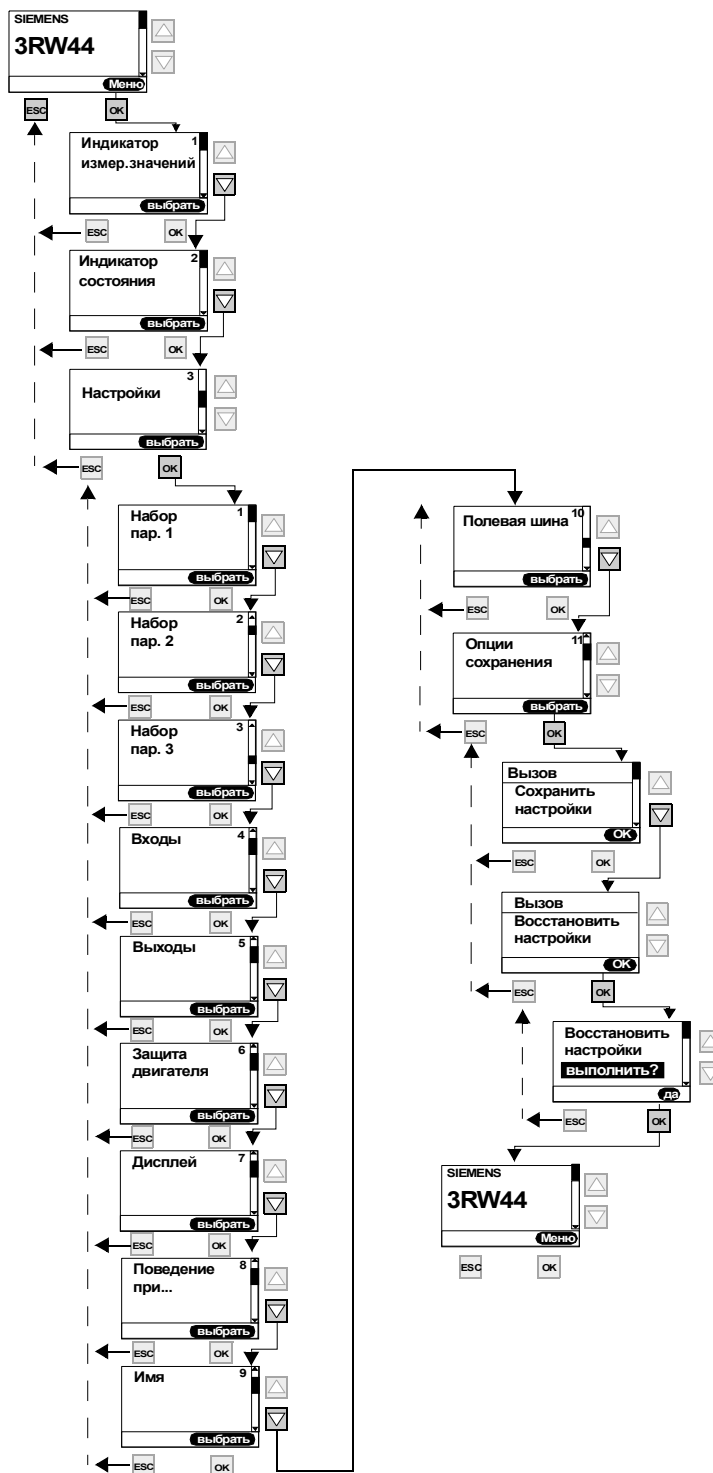 SIEMENS
3RW44
Меню
ESC
OK
Индикатор 1
измер.значений
выбрать
ESC
OK
Индикатор 2
состояния
выбрать
ESC
OK
3
Настройки
выбрать
ESC
OK
Набор 1
пар. 1
выбрать
ESC
OK
Набор 2
пар. 2
выбрать
ESC
OK
Набор 3
пар. 3
выбрать
ESC
OK
Входы 4
выбрать
ESC
OK
Выходы 5
выбрать
ESC
OK
Защита 6
двигателя
выбрать
ESC
OK
Дисплей 7
выбрать
ESC
OK
Поведение 8
при...
выбрать
ESC
OK
Имя 9
выбрать
ESC
OK
10
Полевая шина
выбрать
ESC
OK
Опции 11
сохранения
выбрать
ESC
OK
Вызов
Сохранить
настройки
OK
ESC
OK
Вызов
Восстановить
настройки
OK
ESC
OK
Восстановить
настройки
выполнить?
да
ESC
OK
SIEMENS
3RW44
Меню
ESC
OK